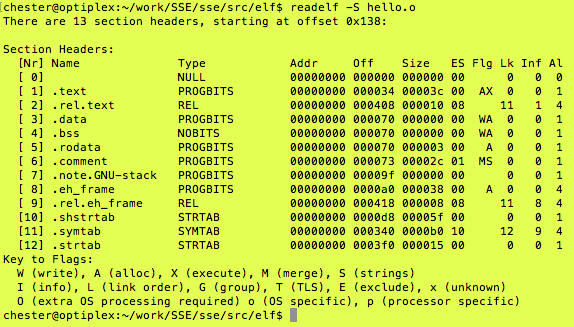 chester@optiplex:~/work/SSE/sse/src/elf$ readelf -S hello.o
There are 13 section headers, starting at offset 0x138:

Section Headers:
  [Nr] Name              Type            Addr     Off    Size   ES Flg Lk Inf Al
  [ 0]                   NULL            00000000 000000 000000 00      0   0  0
  [ 1] .text             PROGBITS        00000000 000034 00003c 00  AX  0   0  1
  [ 2] .rel.text         REL             00000000 000408 000010 08     11   1  4
  [ 3] .data             PROGBITS        00000000 000070 000000 00  WA  0   0  1
  [ 4] .bss              NOBITS          00000000 000070 000000 00  WA  0   0  1
  [ 5] .rodata           PROGBITS        00000000 000070 000003 00   A  0   0  1
  [ 6] .comment          PROGBITS        00000000 000073 00002c 01  MS  0   0  1
  [ 7] .note.GNU-stack   PROGBITS        00000000 00009f 000000 00      0   0  1
  [ 8] .eh_frame         PROGBITS        00000000 0000a0 000038 00   A  0   0  4
  [ 9] .rel.eh_frame     REL             00000000 000418 000008 08     11   8  4
  [10] .shstrtab         STRTAB          00000000 0000d8 00005f 00      0   0  1
  [11] .symtab           SYMTAB          00000000 000340 0000b0 10     12   9  4
  [12] .strtab           STRTAB          00000000 0003f0 000015 00      0   0  1
Key to Flags:
  W (write), A (alloc), X (execute), M (merge), S (strings)
  I (info), L (link order), G (group), T (TLS), E (exclude), x (unknown)
  O (extra OS processing required) o (OS specific), p (processor specific)
chester@optiplex:~/work/SSE/sse/src/elf$